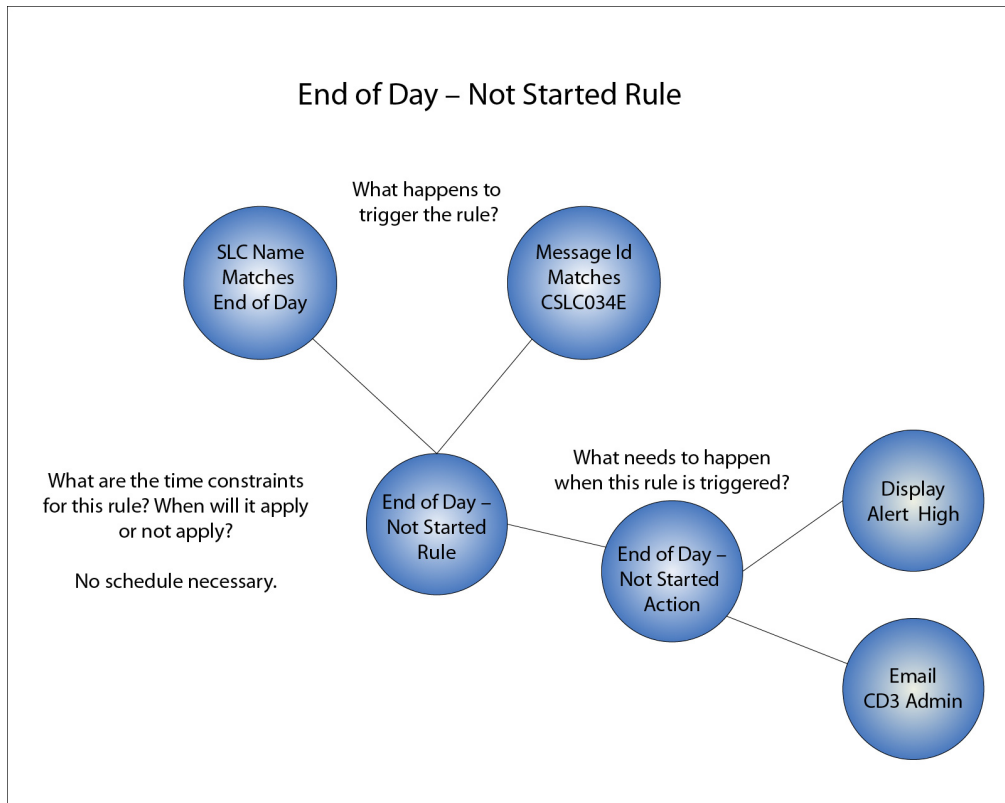 End of Day – Not Started Rule
What happens to
trigger the rule?
SLC Name
Matches
End of Day
Message Id
Matches
CSLC034E
What are the time constraints
for this rule? When will it apply
or not apply?
No schedule necessary.
End of Day –
Not Started
Rule
What needs to happen
when this rule is triggered?
End of Day –
Not Started
Action
Display
Alert High
Email
CD3 Admin